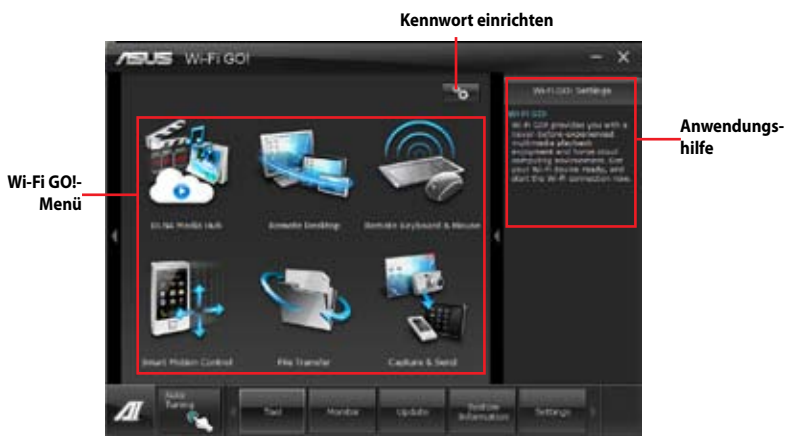 Kennwort einrichten
ASUS Wi-Fi GO!
Wi-Fi GO! Settings
Wi-Fi GO!
Wi-Fi GO! provides you with a
never-before-experienced
multimedia playback
enjoyment and home cloud
computing environment. Get
your Wi-Fi device ready, and
start the Wi-Fi connection now.
Anwendungs-
hilfe
Wi-Fi GO!-
Menü
DLNA Media Hub
Remote Desktop
Remote Keyboard & Mouse
Smart Motion Control
File Transfer
Capture & Send
Auto
Tuning
Tool
Monitor
Update
System
Information
Settings